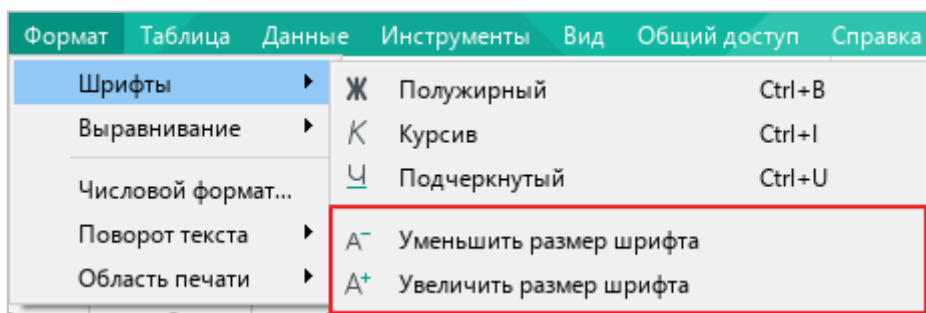 Формат Таблица Данные Инструменты Вид Общий доступ Справка
Шрифты
Выравнивание
Числовой формат...
Поворот текста
Область печати
Ж Полужирный Ctrl+B
К Курсив Ctrl+I
Ч Подчеркнутый Ctrl+U
A⁻ Уменьшить размер шрифта
A⁺ Увеличить размер шрифта